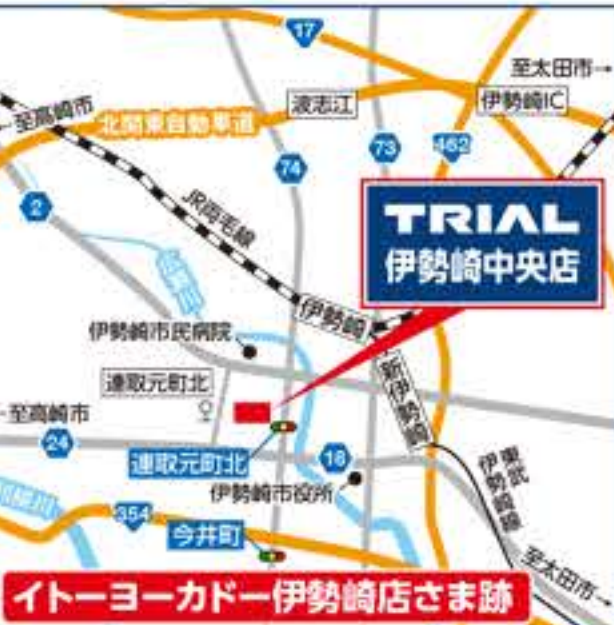 17
至太田市→
←至高崎市
北関東自動車道
波志江
伊勢崎IC
74
73
462
2
JR両毛線
TRIAL
伊勢崎中央店
広瀬川
伊勢崎
伊勢崎市民病院
新伊勢崎
連取元町北
←至高崎市
24
連取元町北
18
伊勢崎市役所
東武
伊勢崎線
354
今井町
至太田市→
イトーヨーカドー伊勢崎店さま跡